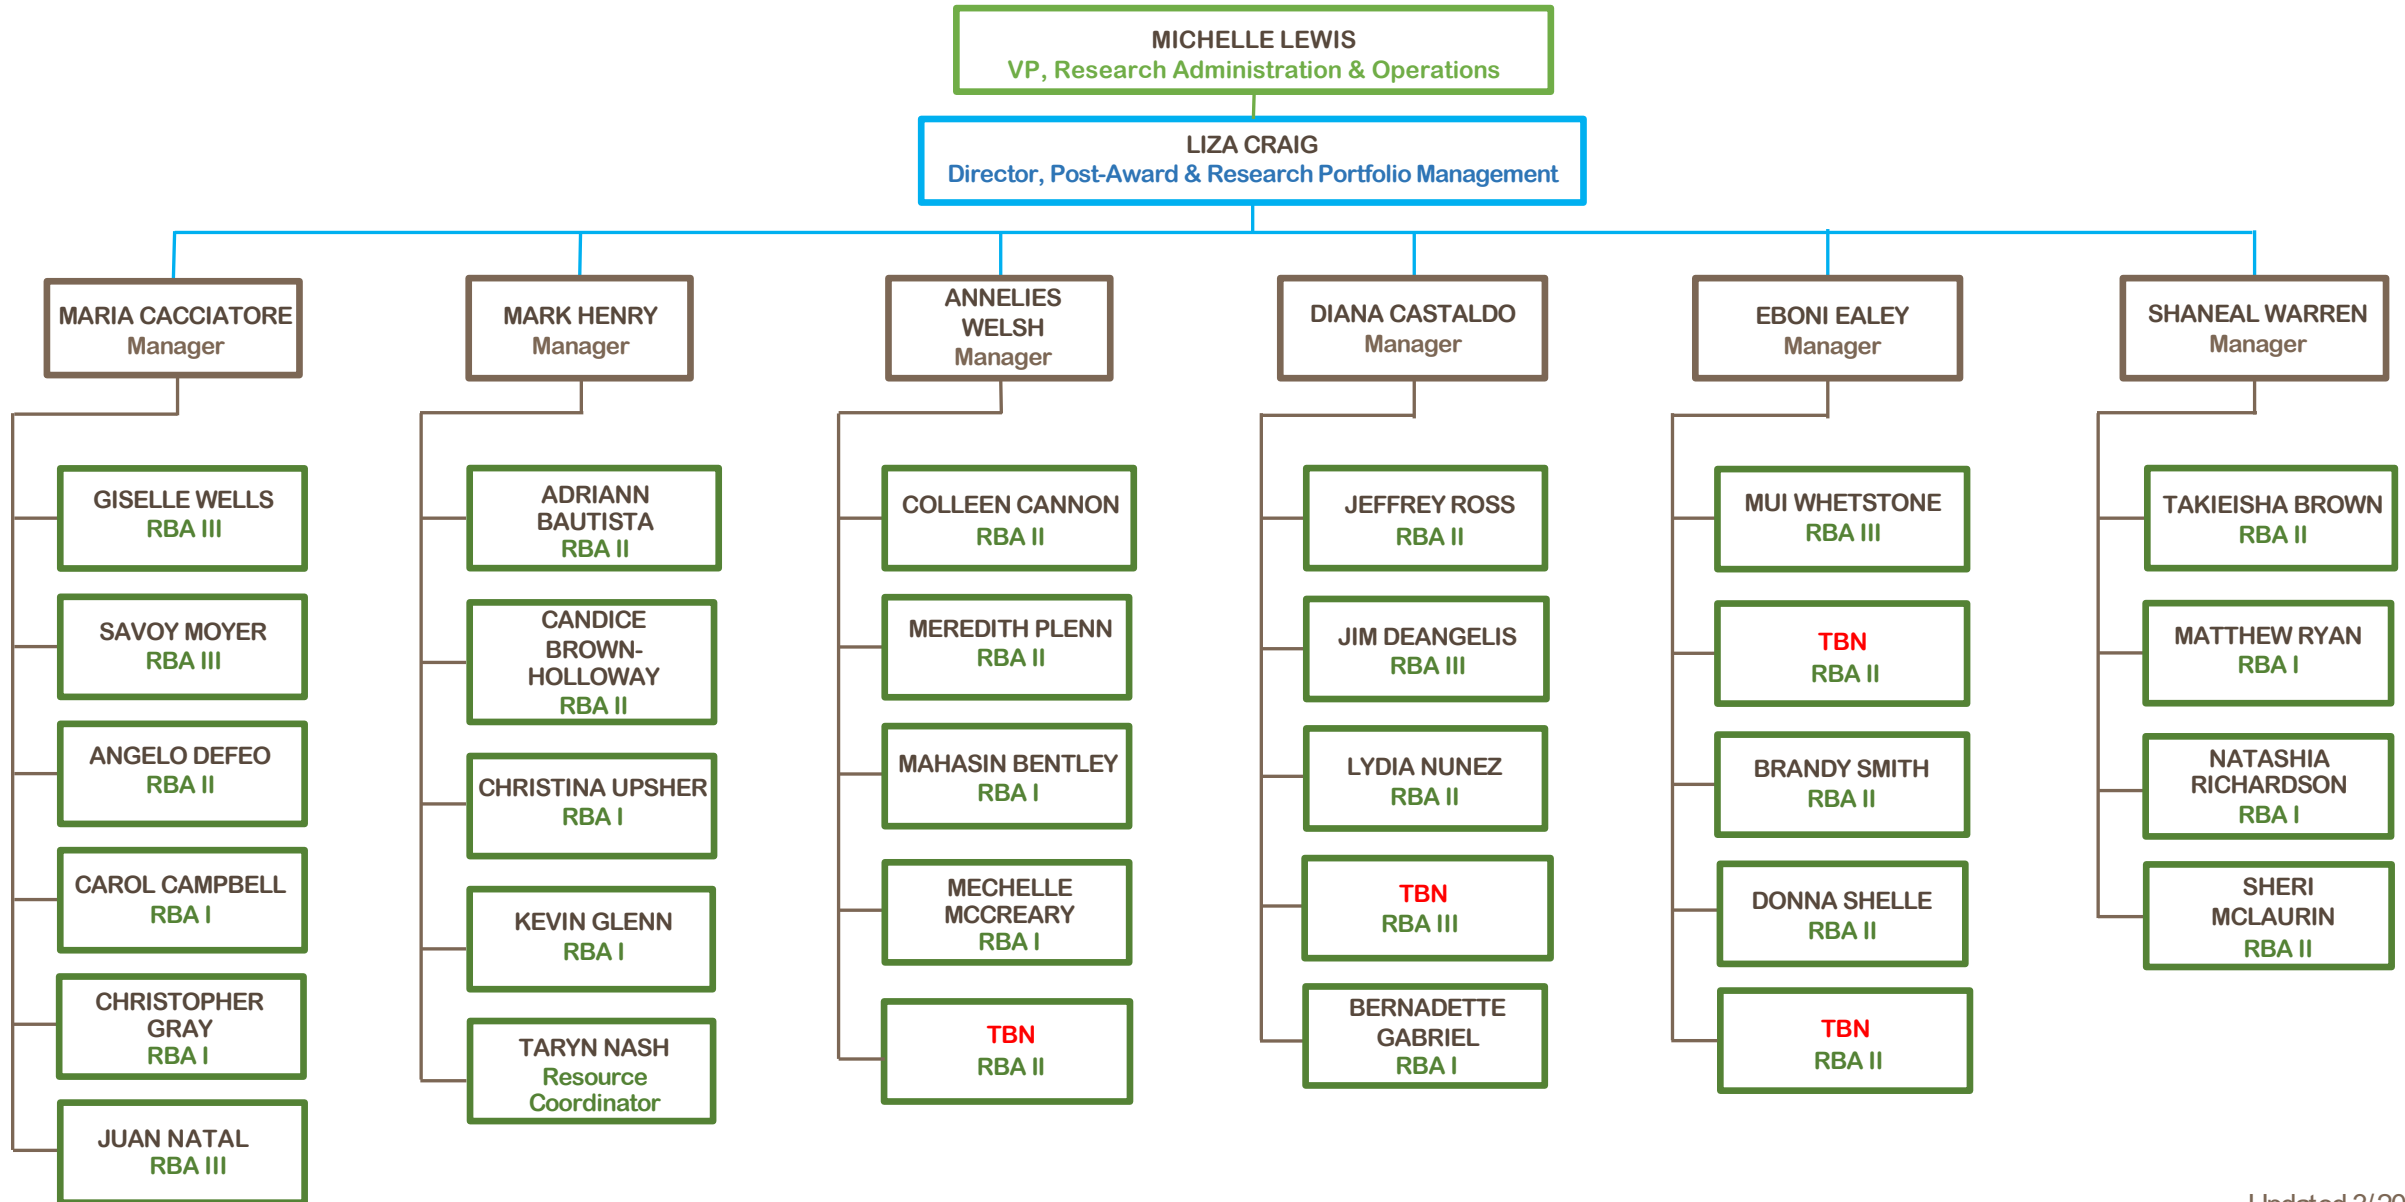 MICHELLE LEWIS
VP, Research Administration & Operations
LIZA CRAIG
Director, Post-Award & Research Portfolio Management
MARIA CACCIATORE
Manager
GISELLE WELLS
RBA III
SAVOY MOYER
RBA III
ANGELO DEFEO
RBA II
CAROL CAMPBELL
RBA I
CHRISTOPHER
GRAY
RBA I
JUAN NATAL
RBA III
MARK HENRY
Manager
ADRIANN
BAUTISTA
RBA II
CANDICE
BROWN-
HOLLOWAY
RBA II
CHRISTINA UPSHER
RBA I
KEVIN GLENN
RBA I
TARYN NASH
Resource
Coordinator
ANNELIES
WELSH
Manager
COLLEEN CANNON
RBA II
MEREDITH PLENN
RBA II
MAHASIN BENTLEY
RBA I
MECHELLE
MCCREARY
RBA I
TBN
RBA II
DIANA CASTALDO
Manager
JEFFREY ROSS
RBA II
JIM DEANGELIS
RBA III
LYDIA NUNEZ
RBA II
TBN
RBA III
BERNADETTE
GABRIEL
RBA I
EBONI EALEY
Manager
MUI WHETSTONE
RBA III
TBN
RBA II
BRANDY SMITH
RBA II
DONNA SHELLE
RBA II
TBN
RBA II
SHANEAL WARREN
Manager
TAKIEISHA BROWN
RBA II
MATTHEW RYAN
RBA I
NATASHIA
RICHARDSON
RBA I
SHERI
MCLAURIN
RBA II
Updated